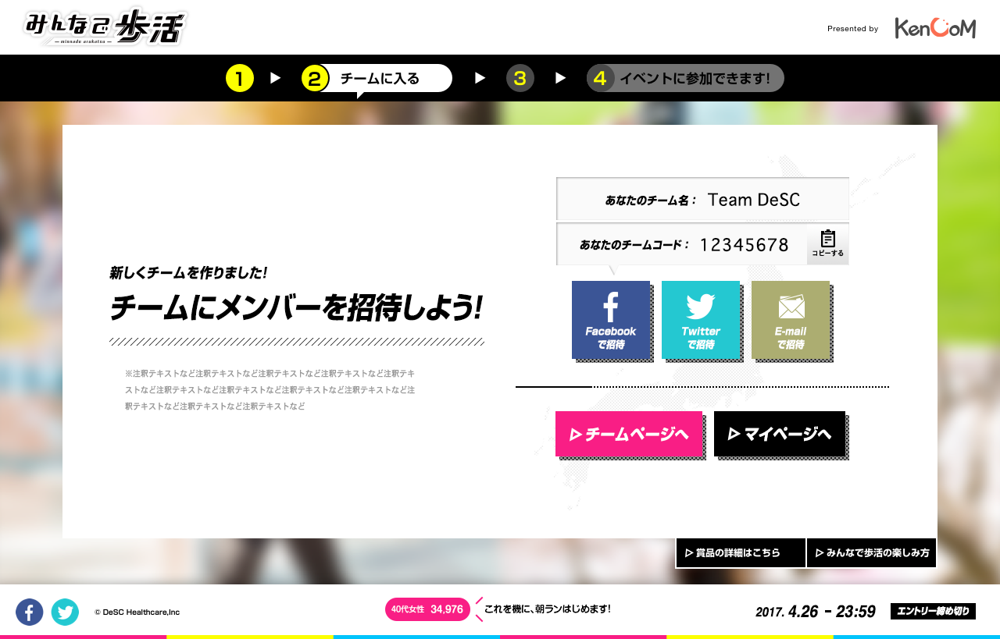 みんなで歩活
— minnade arukatsu —
Presented by KenCoM
1 ▶ 2 チームに入る ▶ 3 ▶ 4 イベントに参加できます!
あなたのチーム名： Team DeSC
あなたのチームコード： 12345678
コピーする
新しくチームを作りました!
チームにメンバーを招待しよう!
※注釈テキストなど注釈テキストなど注釈テキストなど注釈テキストなど注釈テキ
ストなど注釈テキストなど注釈テキストなど注釈テキストなど注釈テキストなど注
釈テキストなど注釈テキストなど注釈テキストなど
Facebook
で招待
Twitter
で招待
E-mail
で招待
▷ チームページへ
▷ マイページへ
▷ 賞品の詳細はこちら
▷ みんなで歩活の楽しみ方
© DeSC Healthcare,Inc
40代女性 34,976
これを機に、朝ランはじめます!
2017. 4.26 - 23:59
エントリー締め切り